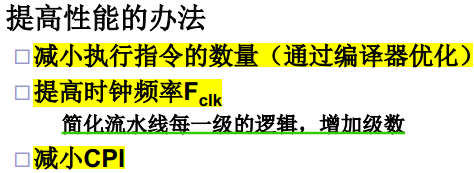 提高性能的办法
减小执行指令的数量（通过编译器优化）
提高时钟频率Fclk
简化流水线每一级的逻辑，增加级数
减小CPI